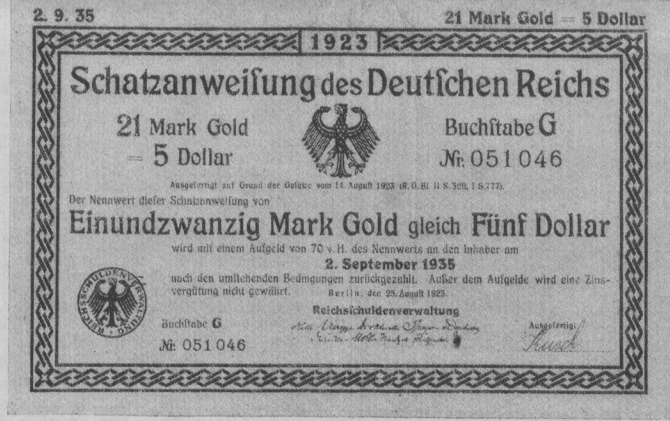 2. 9. 35
21 Mark Gold = 5 Dollar
1923
Schatzanweiſung des Deutſchen Reichs
21 Mark Gold
= 5 Dollar
Buchſtabe G
Nr. 051046
Ausgefertigt auf Grund der Geſetze vom 14. Auguſt 1923 (R. G. Bl. II S. 329, I S. 777).
Der Nennwert dieſer Schatzanweiſung von
Einundzwanzig Mark Gold gleich Fünf Dollar
wird mit einem Aufgeld von 70 v. H. des Nennwerts an den Inhaber am
2. September 1935
nach den umſtehenden Bedingungen zurückgezahlt. Außer dem Aufgelde wird eine Zins-
vergütung nicht gewährt.
Berlin, den 25. Auguſt 1923.
Reichsſchuldenverwaltung
REICHSSCHULDENVERWALTUNG
Buchſtabe G
Nr. 051046
Ausgefertigt: